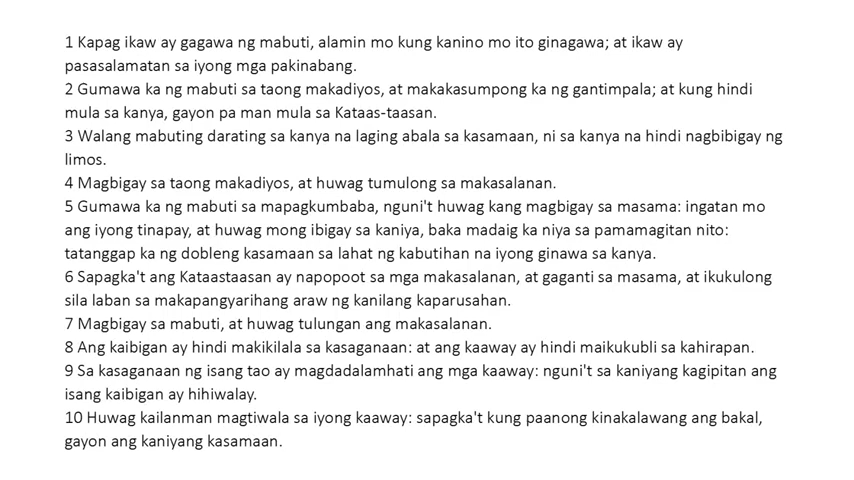 1 Kapag ikaw ay gagawa ng mabuti, alamin mo kung kanino mo ito ginagawa; at ikaw ay
pasasalamatan sa iyong mga pakinabang.
2 Gumawa ka ng mabuti sa taong makadiyos, at makakasumpong ka ng gantimpala; at kung hindi
mula sa kanya, gayon pa man mula sa Kataas-taasan.
3 Walang mabuting darating sa kanya na laging abala sa kasamaan, ni sa kanya na hindi nagbibigay ng
limos.
4 Magbigay sa taong makadiyos, at huwag tumulong sa makasalanan.
5 Gumawa ka ng mabuti sa mapagkumbaba, nguni't huwag kang magbigay sa masama: ingatan mo
ang iyong tinapay, at huwag mong ibigay sa kaniya, baka madaig ka niya sa pamamagitan nito:
tatanggap ka ng dobleng kasamaan sa lahat ng kabutihan na iyong ginawa sa kanya.
6 Sapagka't ang Kataastaasan ay napopoot sa mga makasalanan, at gaganti sa masama, at ikukulong
sila laban sa makapangyarihang araw ng kanilang kaparusahan.
7 Magbigay sa mabuti, at huwag tulungan ang makasalanan.
8 Ang kaibigan ay hindi makikilala sa kasaganaan: at ang kaaway ay hindi maikukubli sa kahirapan.
9 Sa kasaganaan ng isang tao ay magdadalamhati ang mga kaaway: nguni't sa kaniyang kagipitan ang
isang kaibigan ay hihiwalay.
10 Huwag kailanman magtiwala sa iyong kaaway: sapagka't kung paanong kinakalawang ang bakal,
gayon ang kaniyang kasamaan.